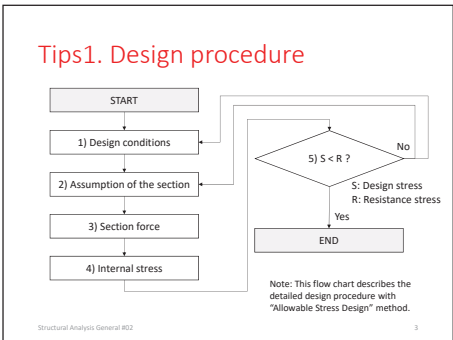 Tips1. Design procedure
START
1) Design conditions
2) Assumption of the section
3) Section force
4) Internal stress
5) S < R ?
No
S: Design stress
R: Resistance stress
Yes
END
Note: This flow chart describes the
detailed design procedure with
"Allowable Stress Design" method.
Structural Analysis General #02
3